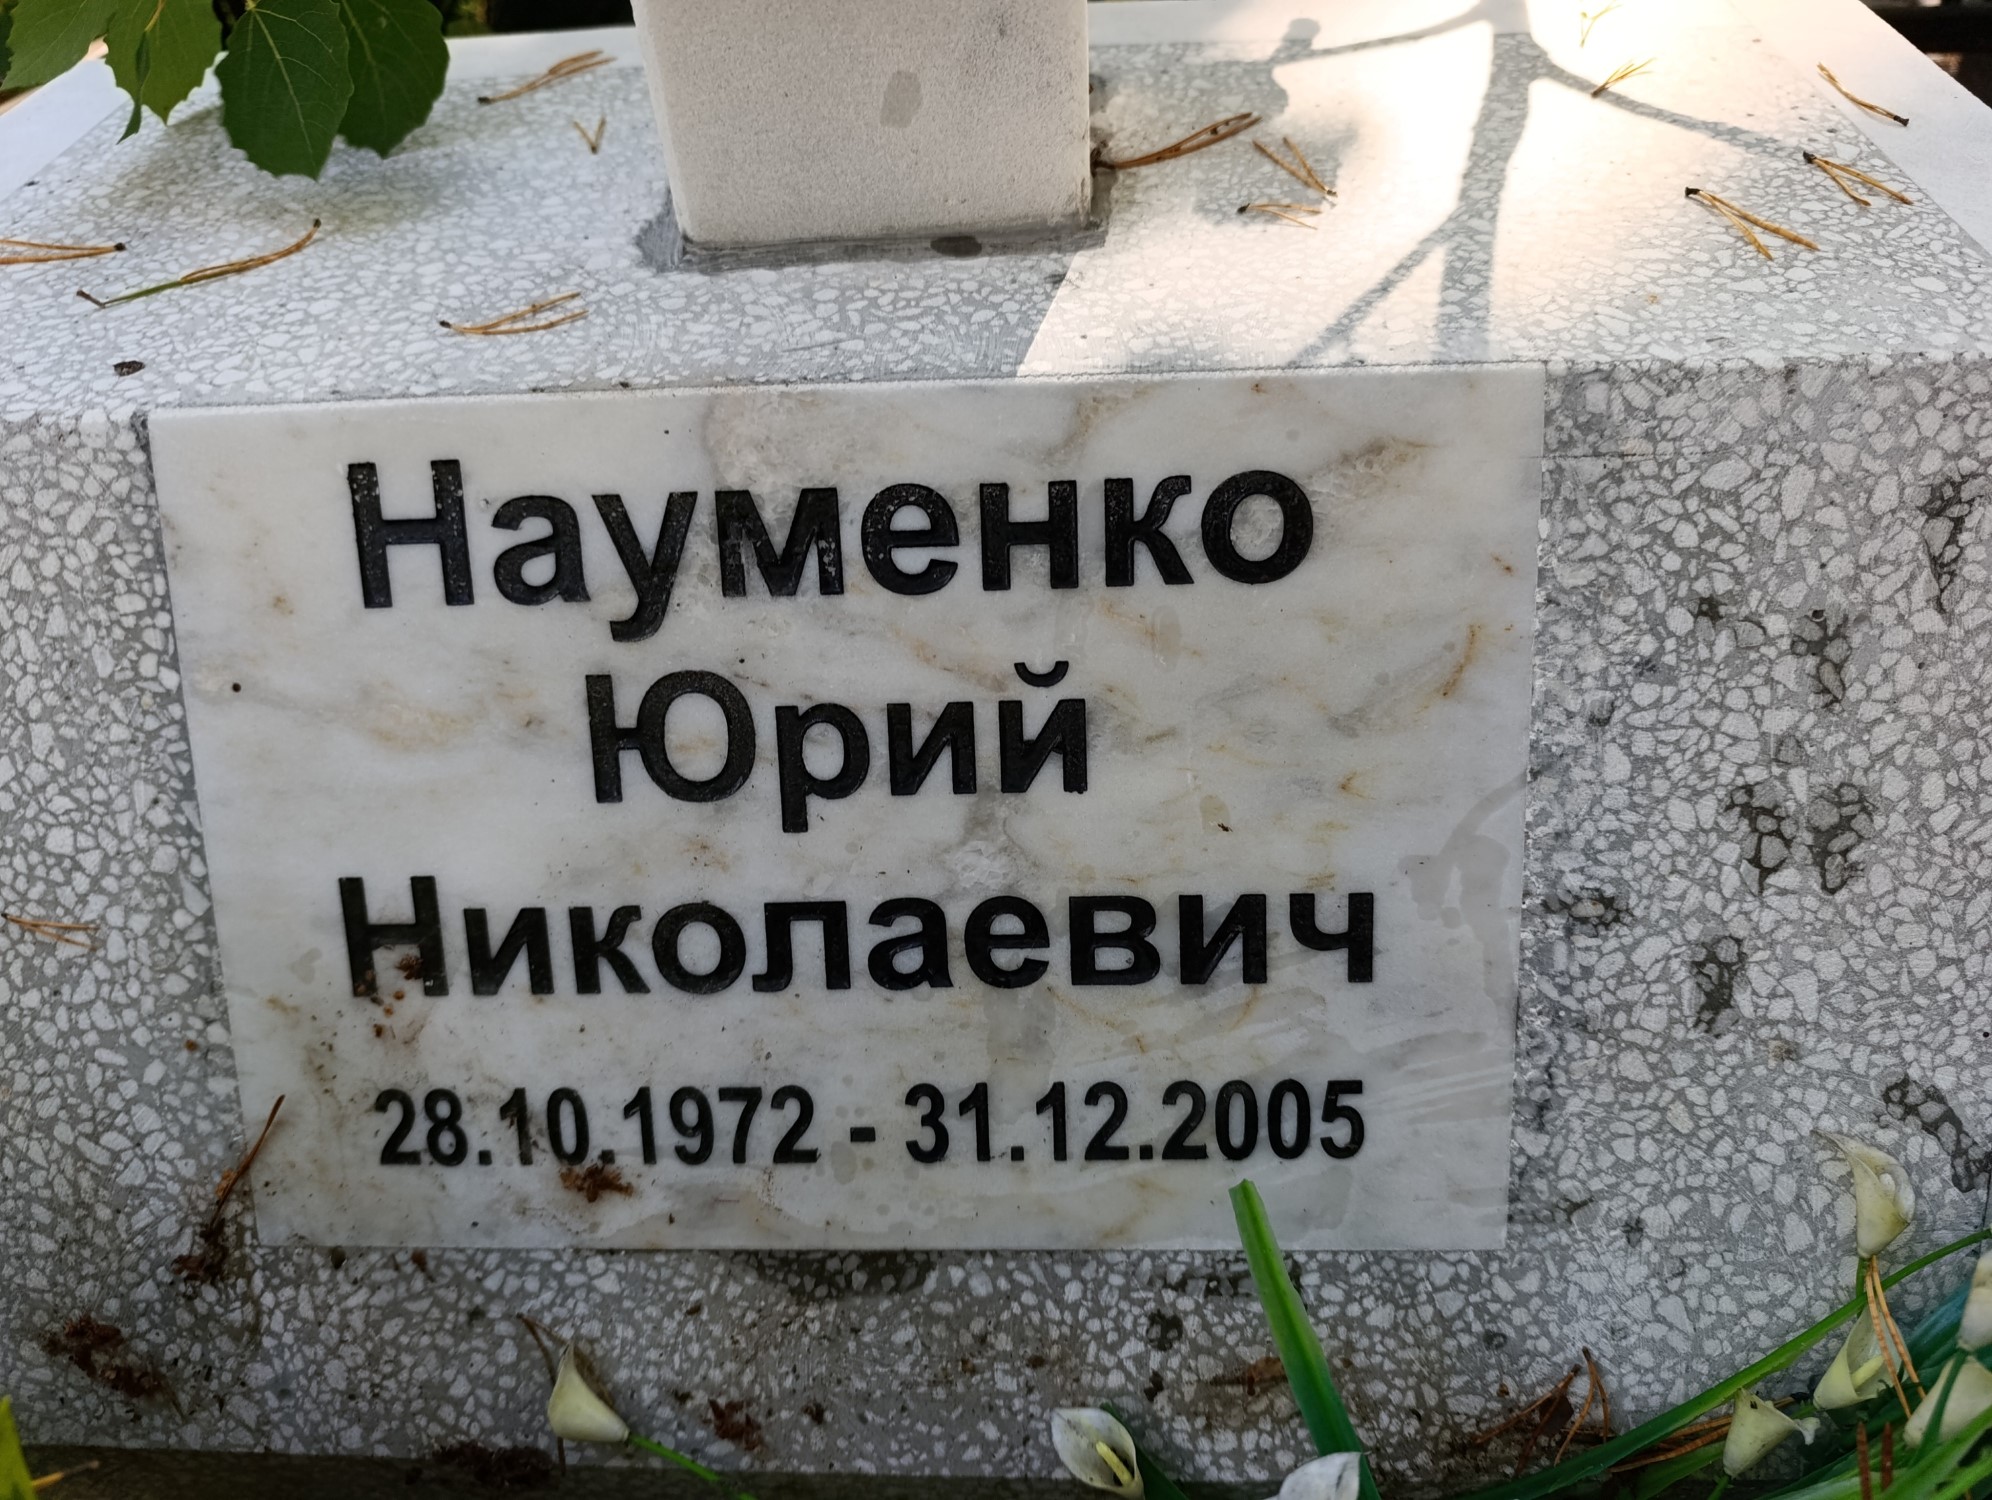 Науменко
Юрий
Николаевич
28.10.1972 - 31.12.2005